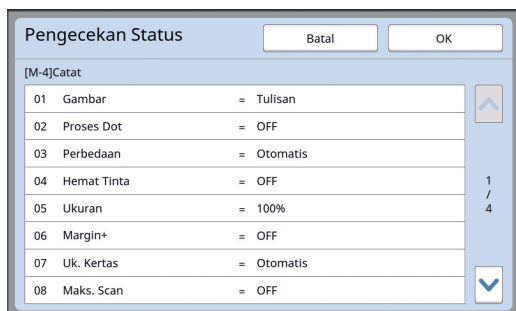 Pengecekan Status
Batal
OK
[M-4]Catat
01 Gambar = Tulisan
02 Proses Dot = OFF
03 Perbedaan = Otomatis
04 Hemat Tinta = OFF
05 Ukuran = 100%
06 Margin+ = OFF
07 Uk. Kertas = Otomatis
08 Maks. Scan = OFF
1
/
4